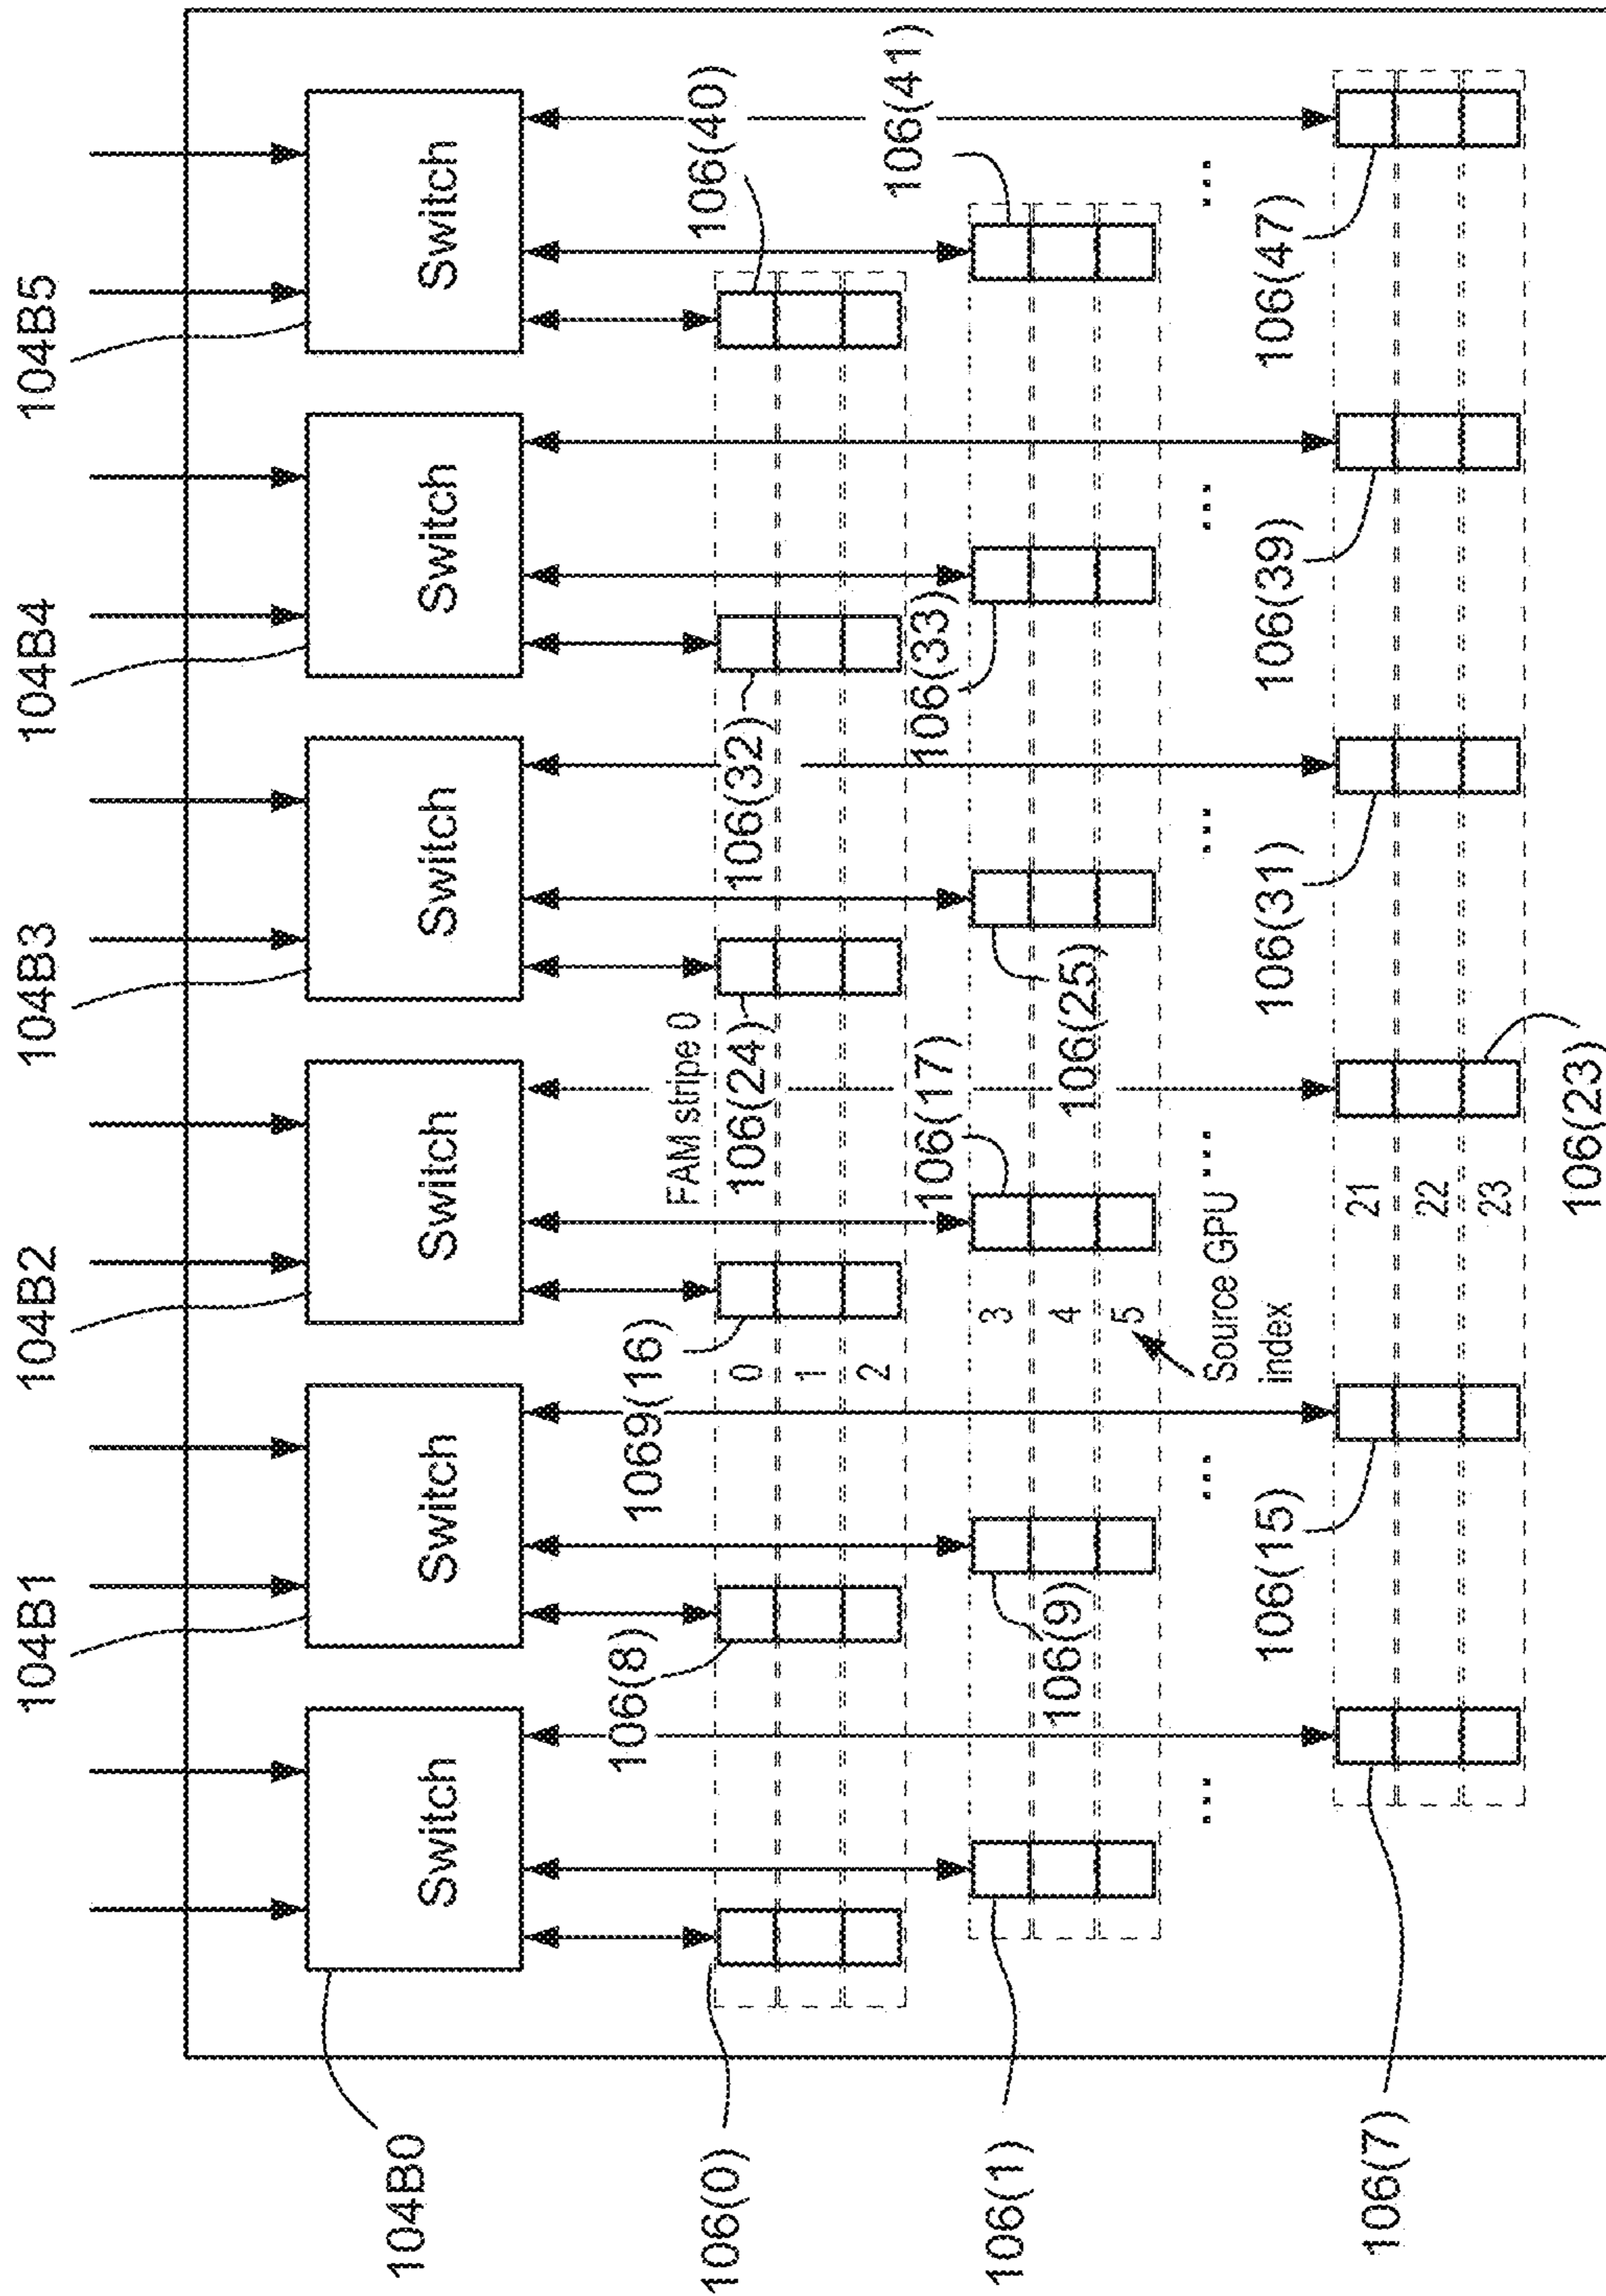 104B1
104B2
104B3
104B4
104B5
104B0
Switch
Switch
Switch
Switch
Switch
Switch
FAM stripe 0
106(0)
106(8)
1069(16)
106(24)
106(32)
106(40)
0
1
2
106(1)
106(9)
106(17)
106(25)
106(33)
106(41)
3
4
5
Source GPU
index
...
...
...
...
...
...
106(7)
106(15)
106(23)
106(31)
106(39)
106(47)
21
22
23